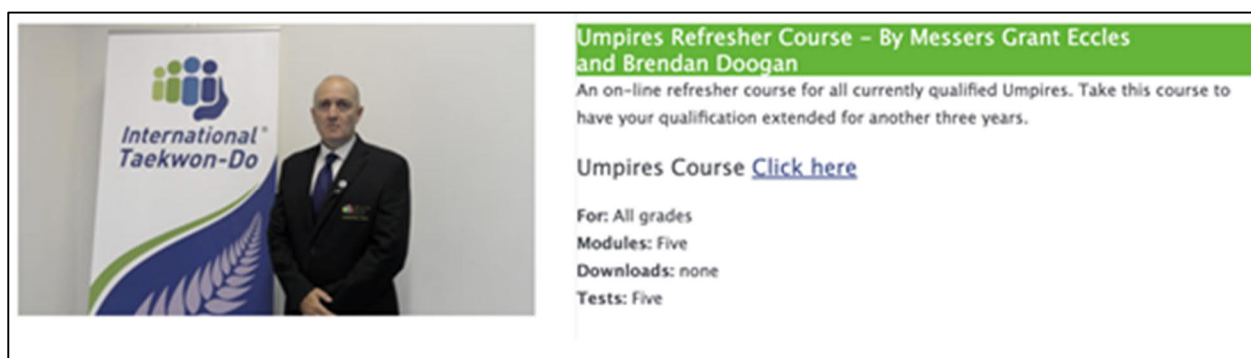 International
Taekwon-Do
Umpires Refresher Course – By Messers Grant Eccles
and Brendan Doogan
An on-line refresher course for all currently qualified Umpires. Take this course to
have your qualification extended for another three years.
Umpires Course Click here
For: All grades
Modules: Five
Downloads: none
Tests: Five